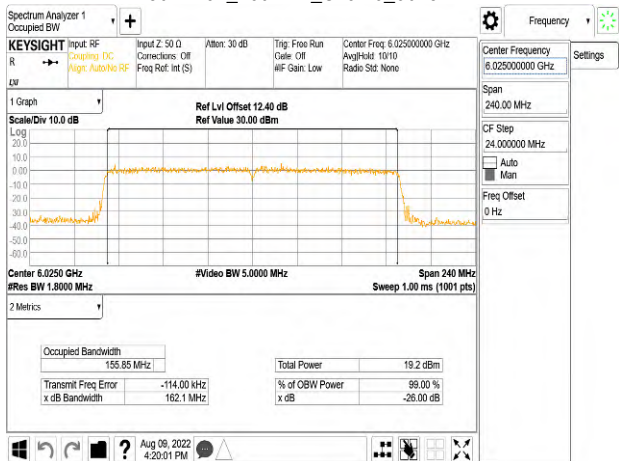 Spectrum Analyzer 1
Occupied BW
Frequency
KEYSIGHT
Input: RF
Input Z: 50 Ω
Atten: 30 dB
Trig: Free Run
Center Freq: 6.025000000 GHz
R
Coupling: DC
Corrections: Off
Gate: Off
Avg|Hold: 10/10
Align: Auto/No RF
Freq Ref: Int (S)
#IF Gain: Low
Radio Std: None
Center Frequency
6.025000000 GHz
Settings
Span
240.00 MHz
CF Step
24.000000 MHz
Auto
Man
Freq Offset
0 Hz
1 Graph
Ref Lvl Offset 12.40 dB
Scale/Div 10.0 dB
Ref Value 30.00 dBm
Log
20.0
10.0
0.00
-10.0
-20.0
-30.0
-40.0
-50.0
-60.0
Center 6.0250 GHz
#Video BW 5.0000 MHz
Span 240 MHz
#Res BW 1.8000 MHz
Sweep 1.00 ms (1001 pts)
2 Metrics
Occupied Bandwidth
155.85 MHz
Total Power
19.2 dBm
Transmit Freq Error
-114.00 kHz
% of OBW Power
99.00 %
x dB Bandwidth
162.1 MHz
x dB
-26.00 dB
Aug 09, 2022
4:20:01 PM